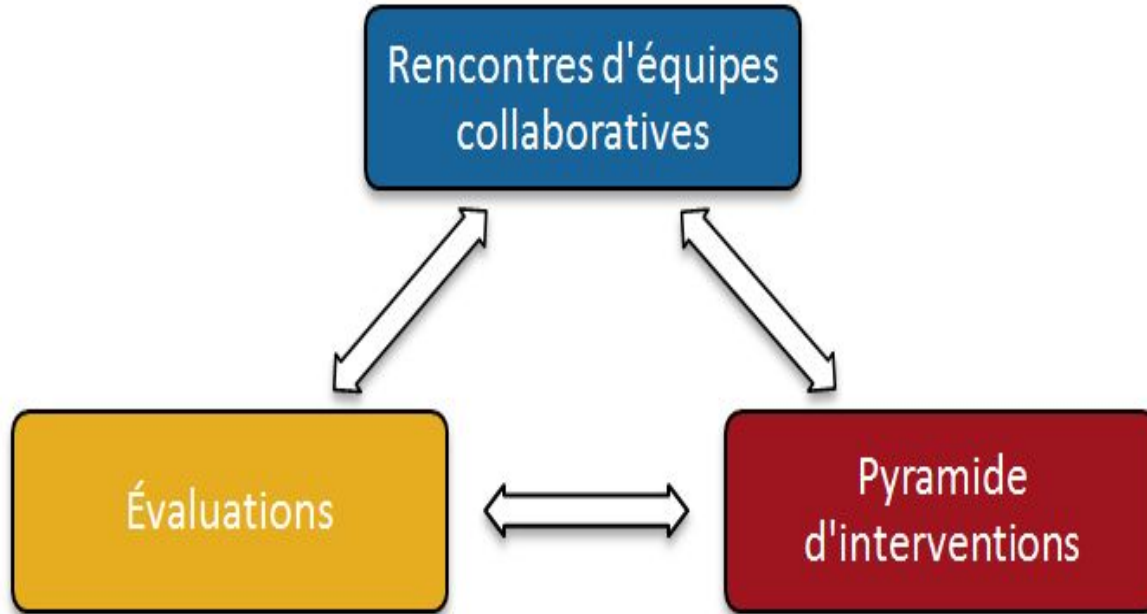 Rencontres d'équipes
collaboratives
Évaluations
Pyramide
d'interventions